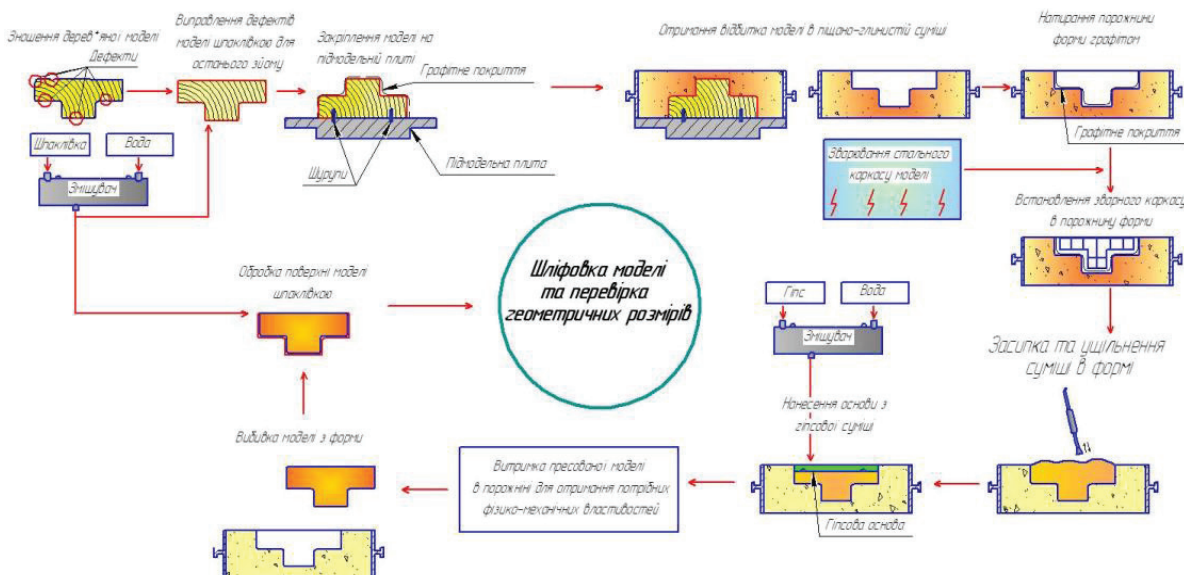 Зношення дерев*яної моделі
Дефекти
Виправлення дефектів
моделі шпаклівкою для
останього зйому
Закріплення моделі на
підмодельній плиті
Графітне покриття
Отримання відбитка моделі в піщано-глинистій суміші
Натирання порожнини
форми графітом
Графітне покриття
Шпаклівка
Вода
Змішувач
Шурупи
Підмодельна плита
Зварювання стального
каркасу моделі
Встановлення зварного каркасу
в порожнину форми
Обробка поверхні моделі
шпаклівкою
Шліфовка моделі
та перевірка
геометричних розмірів
Гіпс
Вода
Змішувач
Засипка та ущільнення
суміші в формі
Нанесення основи з
гіпсової суміші
Вибивка моделі з форми
Витримка пресованої моделі
в порожніні для отримання потрібних
фізико-механічних властивостей
Гіпсова основа